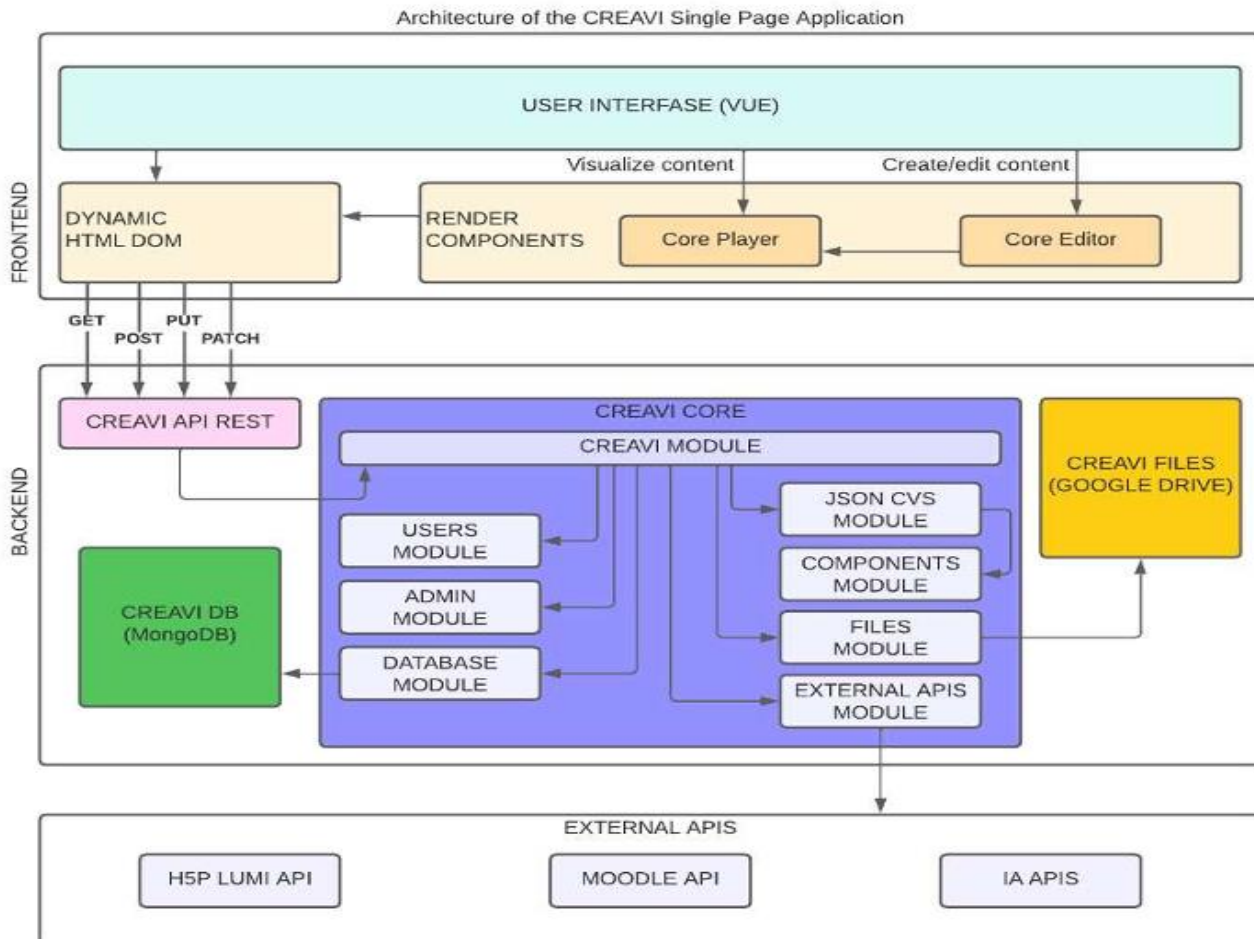 Architecture of the CREAVI Single Page Application
FRONTEND
USER INTERFASE (VUE)
Visualize content
Create/edit content
DYNAMIC
HTML DOM
RENDER
COMPONENTS
Core Player
Core Editor
GET
POST
PUT
PATCH
BACKEND
CREAVI API REST
CREAVI CORE
CREAVI MODULE
USERS
MODULE
ADMIN
MODULE
DATABASE
MODULE
JSON CVS
MODULE
COMPONENTS
MODULE
FILES
MODULE
EXTERNAL APIS
MODULE
CREAVI FILES
(GOOGLE DRIVE)
CREAVI DB
(MongoDB)
EXTERNAL APIS
H5P LUMI API
MOODLE API
IA APIS